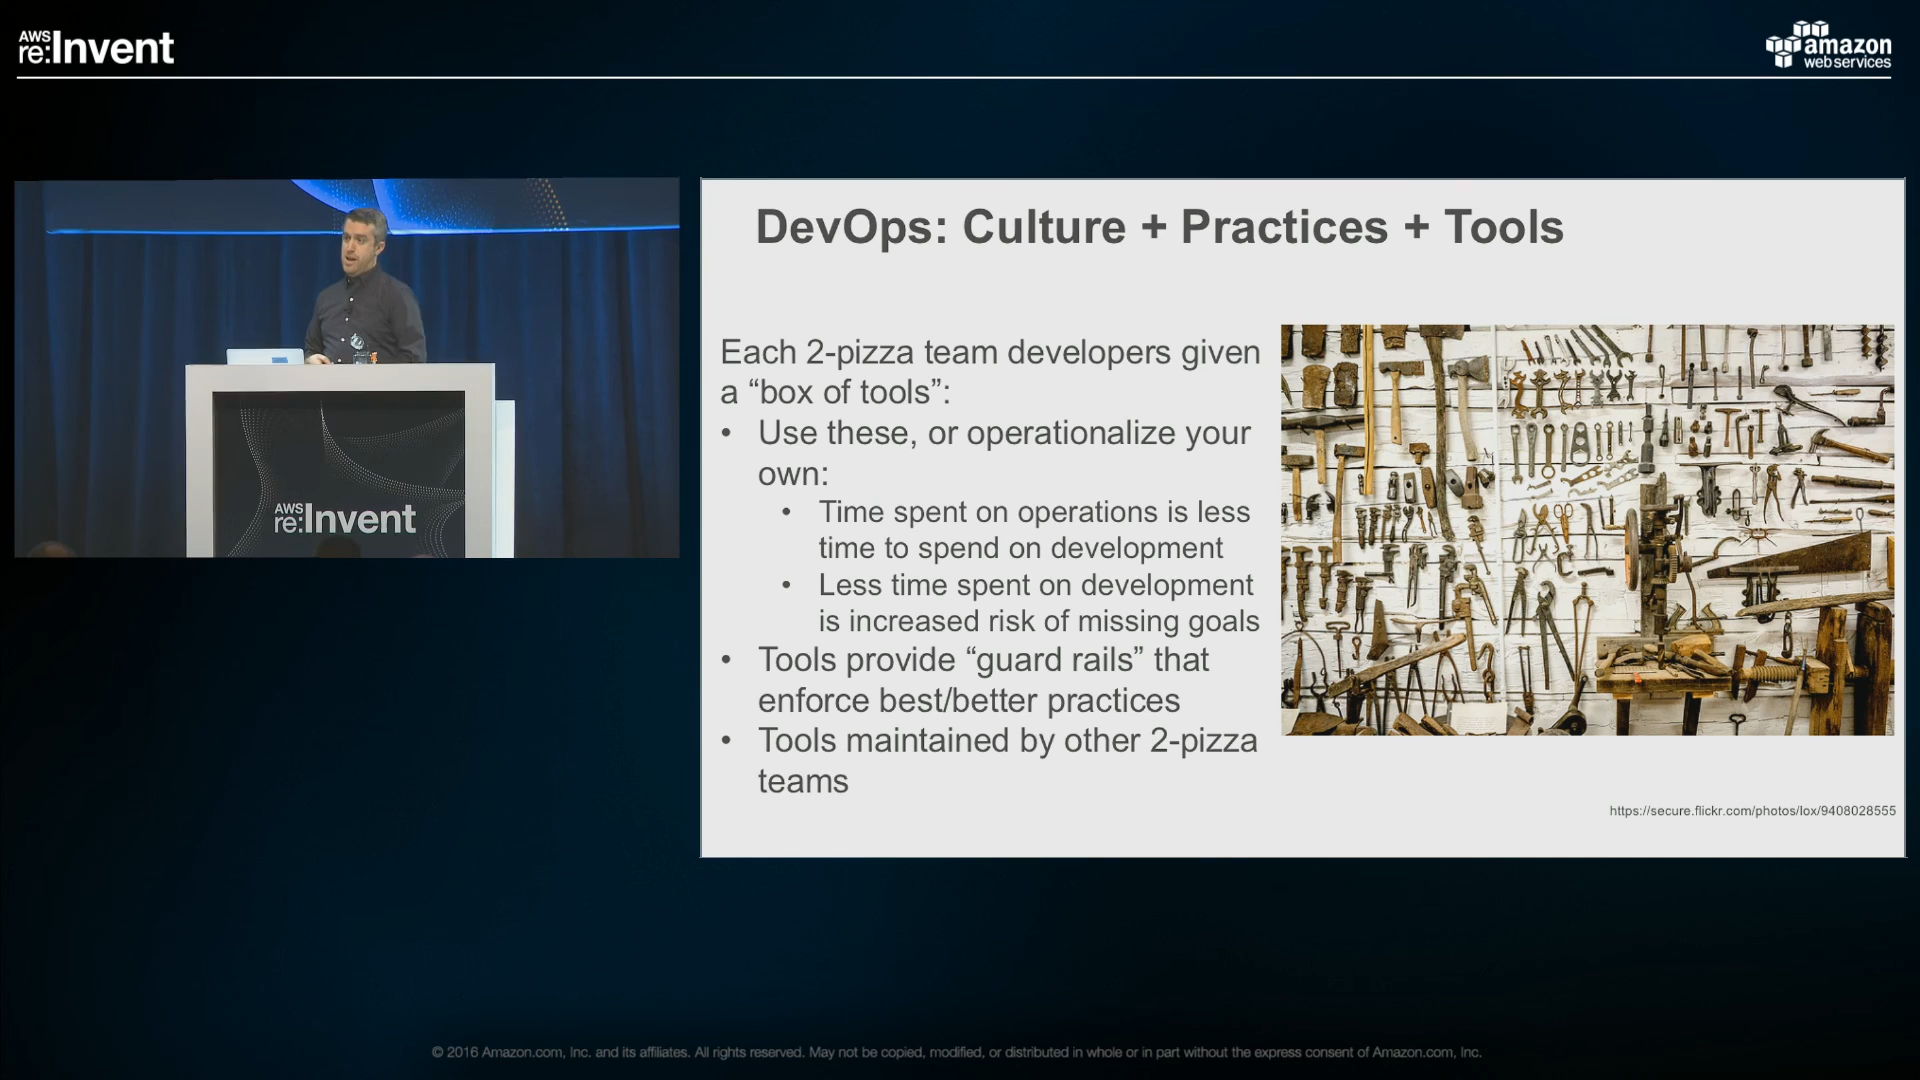 AWS
re:Invent
amazon
web services
DevOps: Culture + Practices + Tools
Each 2-pizza team developers given
a “box of tools”:
• Use these, or operationalize your
own:
• Time spent on operations is less
time to spend on development
• Less time spent on development
is increased risk of missing goals
• Tools provide “guard rails” that
enforce best/better practices
• Tools maintained by other 2-pizza
teams
https://secure.flickr.com/photos/lox/9408028555
AWS
re:Invent
© 2016 Amazon.com, Inc. and its affiliates. All rights reserved. May not be copied, modified, or distributed in whole or in part without the express consent of Amazon.com, Inc.